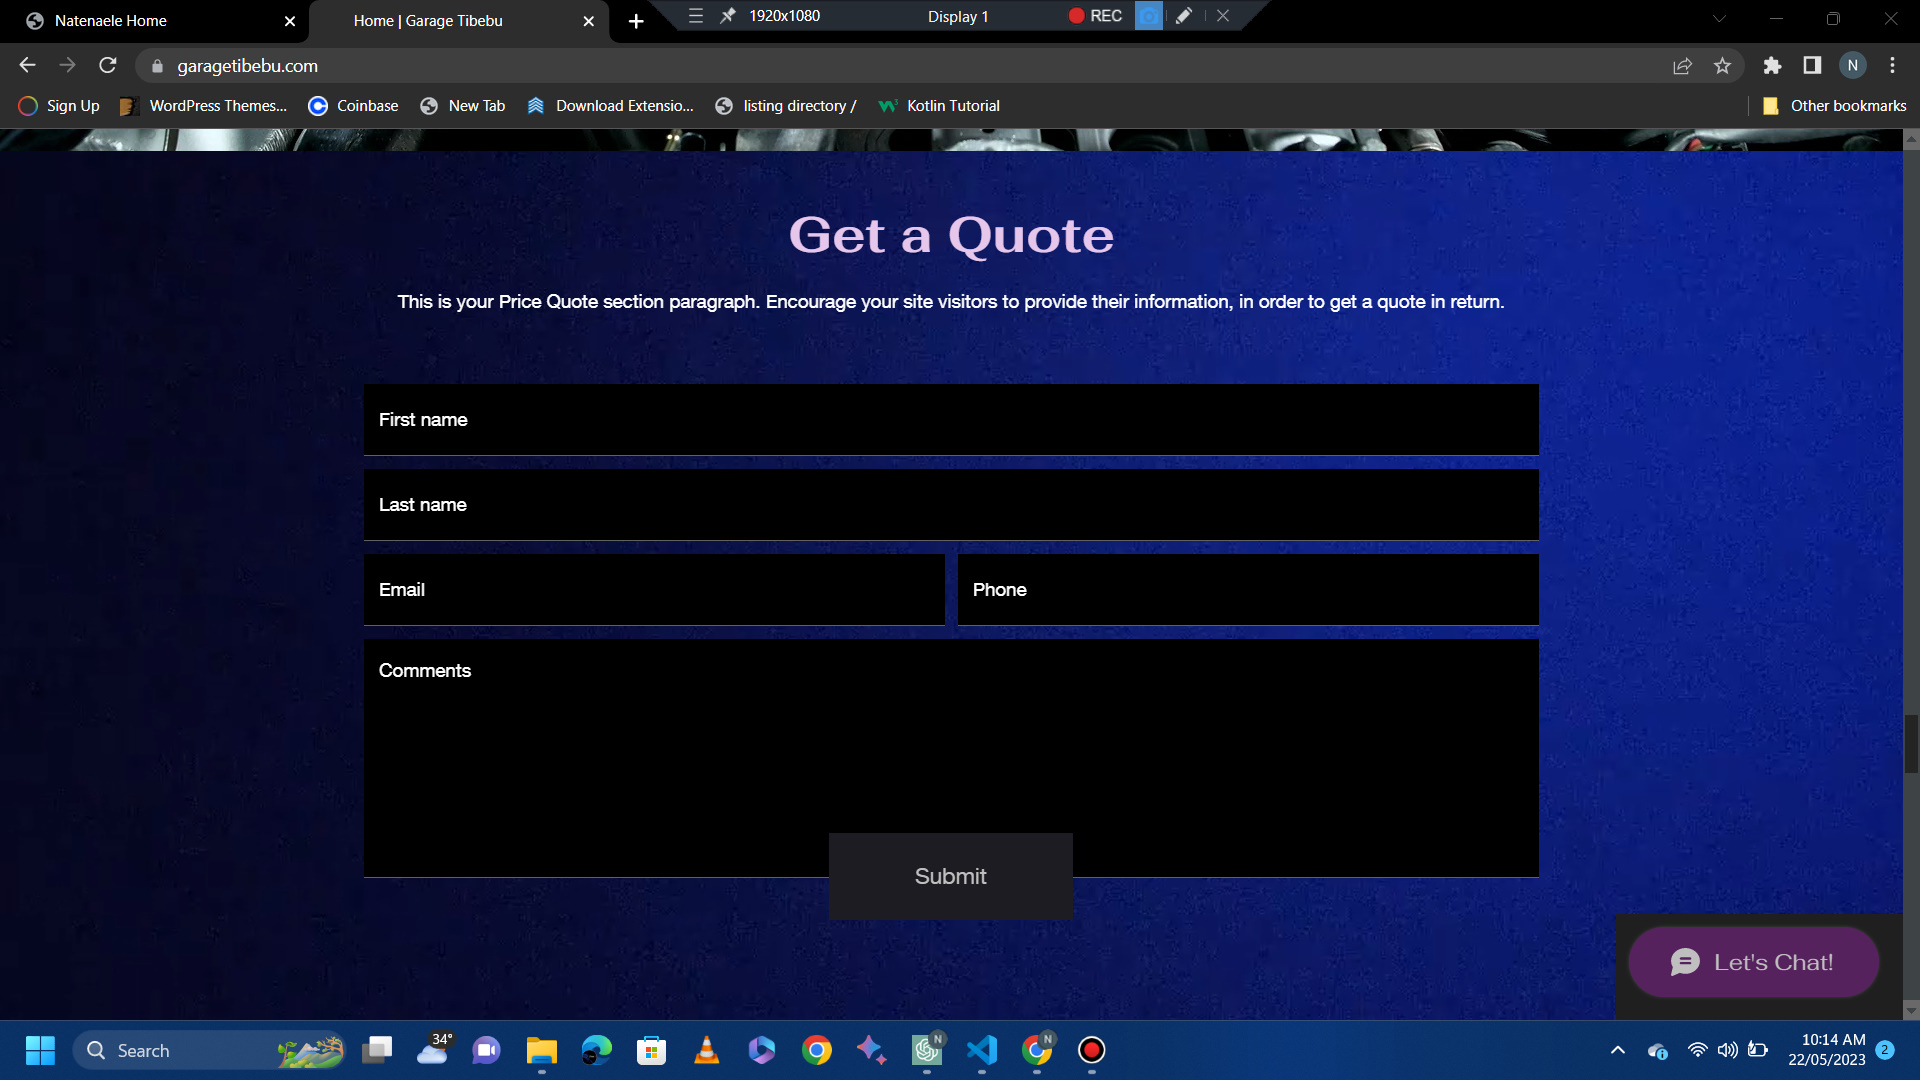 Natenaele Home
Home | Garage Tibebu
1920x1080
Display 1
REC
garagetibebu.com
N
Sign Up
WordPress Themes...
Coinbase
New Tab
Download Extensio...
listing directory /
Kotlin Tutorial
Other bookmarks
Get a Quote
This is your Price Quote section paragraph. Encourage your site visitors to provide their information, in order to get a quote in return.
First name
Last name
Email
Phone
Comments
Submit
Let's Chat!
Search
34°
N
N
10:14 AM
22/05/2023
2